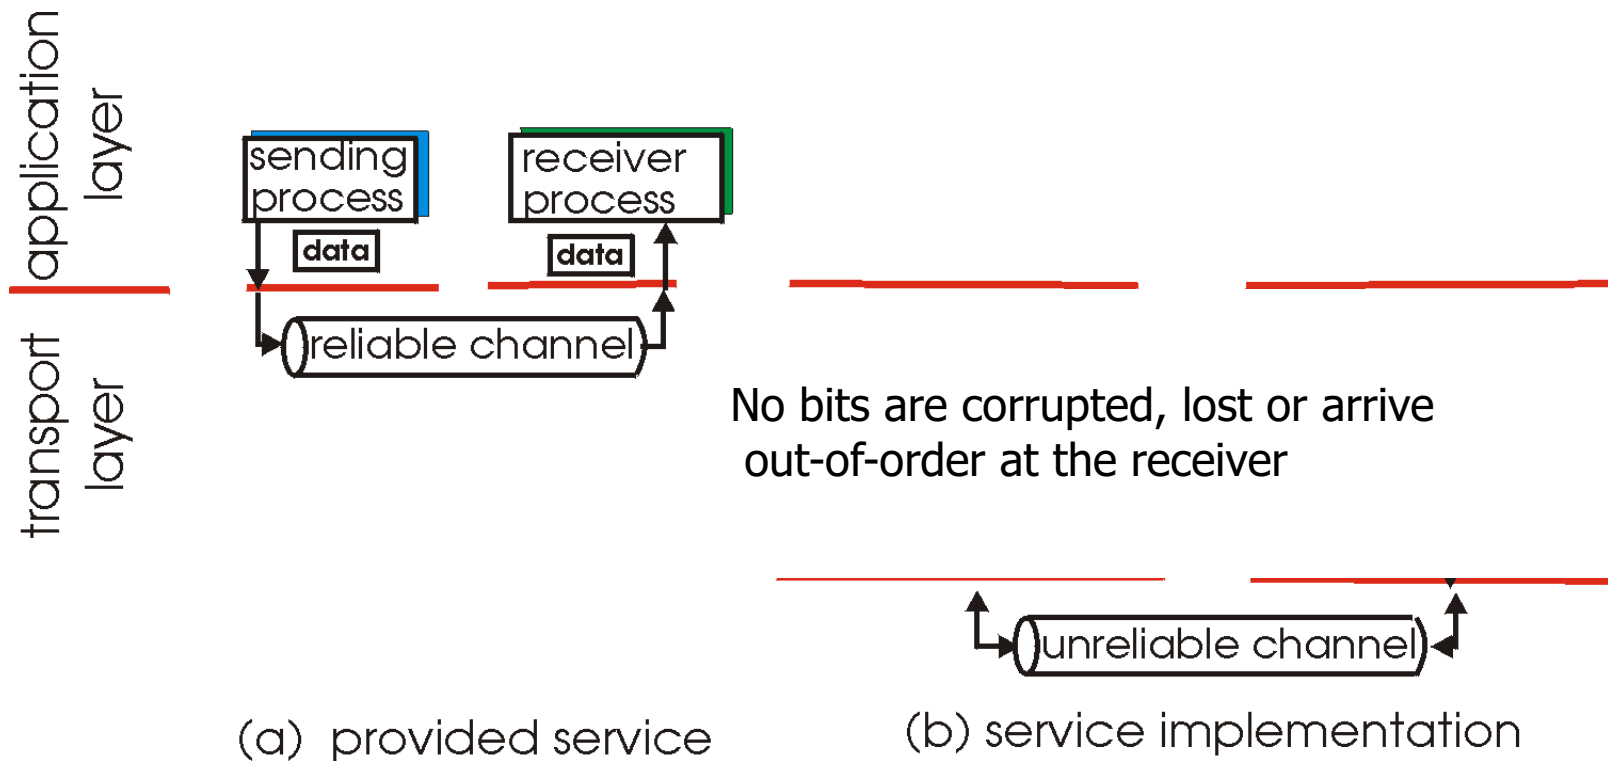 application
layer
sending
process
receiver
process
data
data
transport
layer
reliable channel
No bits are corrupted, lost or arrive
out-of-order at the receiver
unreliable channel
(a) provided service
(b) service implementation